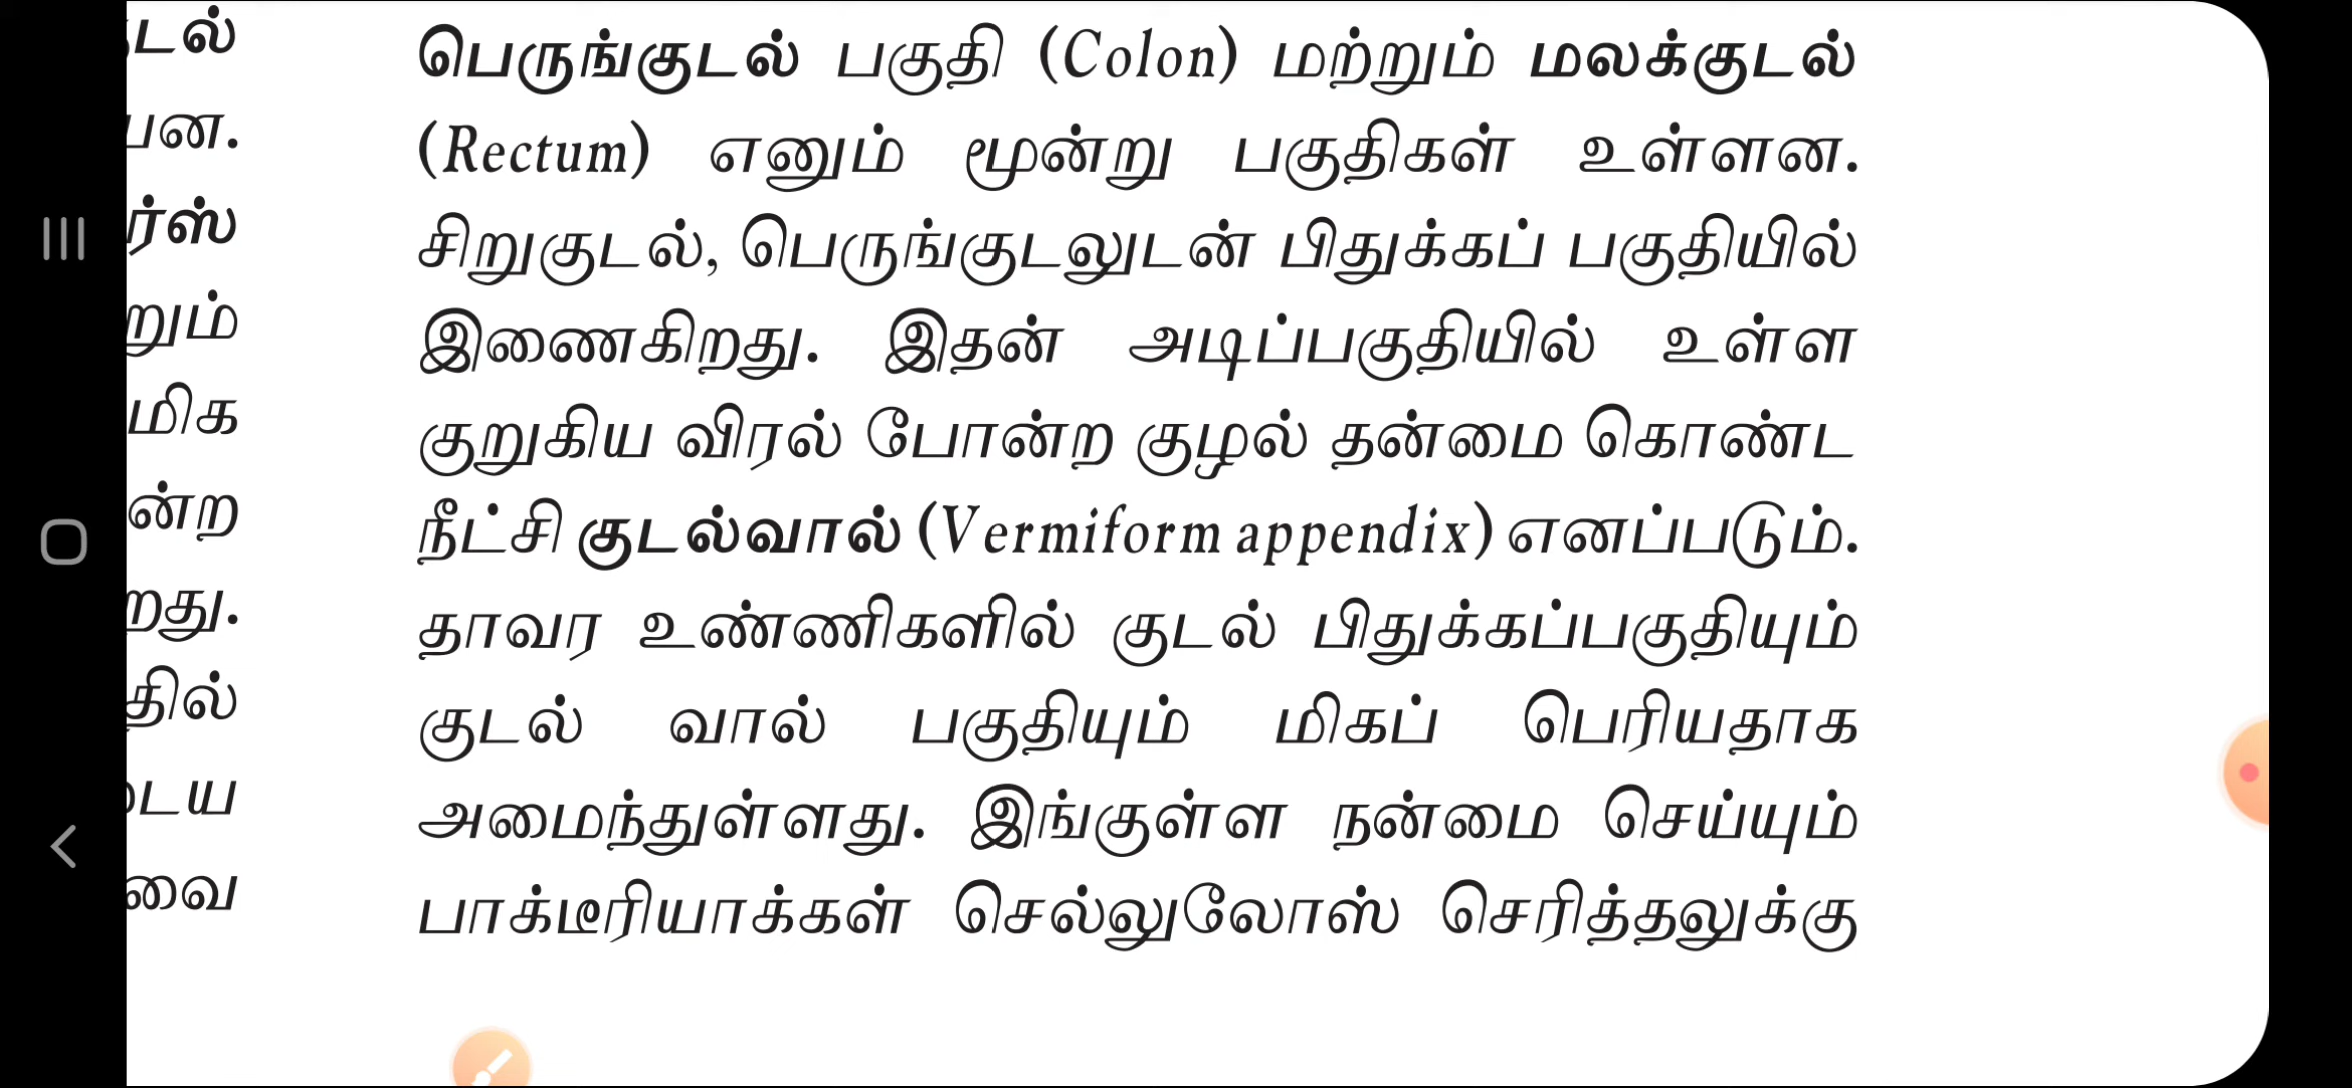 பெருங்குடல் பகுதி (Colon) மற்றும் மலக்குடல்
(Rectum) எனும் மூன்று பகுதிகள் உள்ளன.
சிறுகுடல், பெருங்குடலுடன் பிதுக்கப் பகுதியில்
இணைகிறது. இதன் அடிப்பகுதியில் உள்ள
குறுகிய விரல் போன்ற குழல் தன்மை கொண்ட
நீட்சி குடல்வால் (Vermiform appendix) எனப்படும்.
தாவர உண்ணிகளில் குடல் பிதுக்கப்பகுதியும்
குடல் வால் பகுதியும் மிகப் பெரியதாக
அமைந்துள்ளது. இங்குள்ள நன்மை செய்யும்
பாக்டீரியாக்கள் செல்லுலோஸ் செரித்தலுக்கு